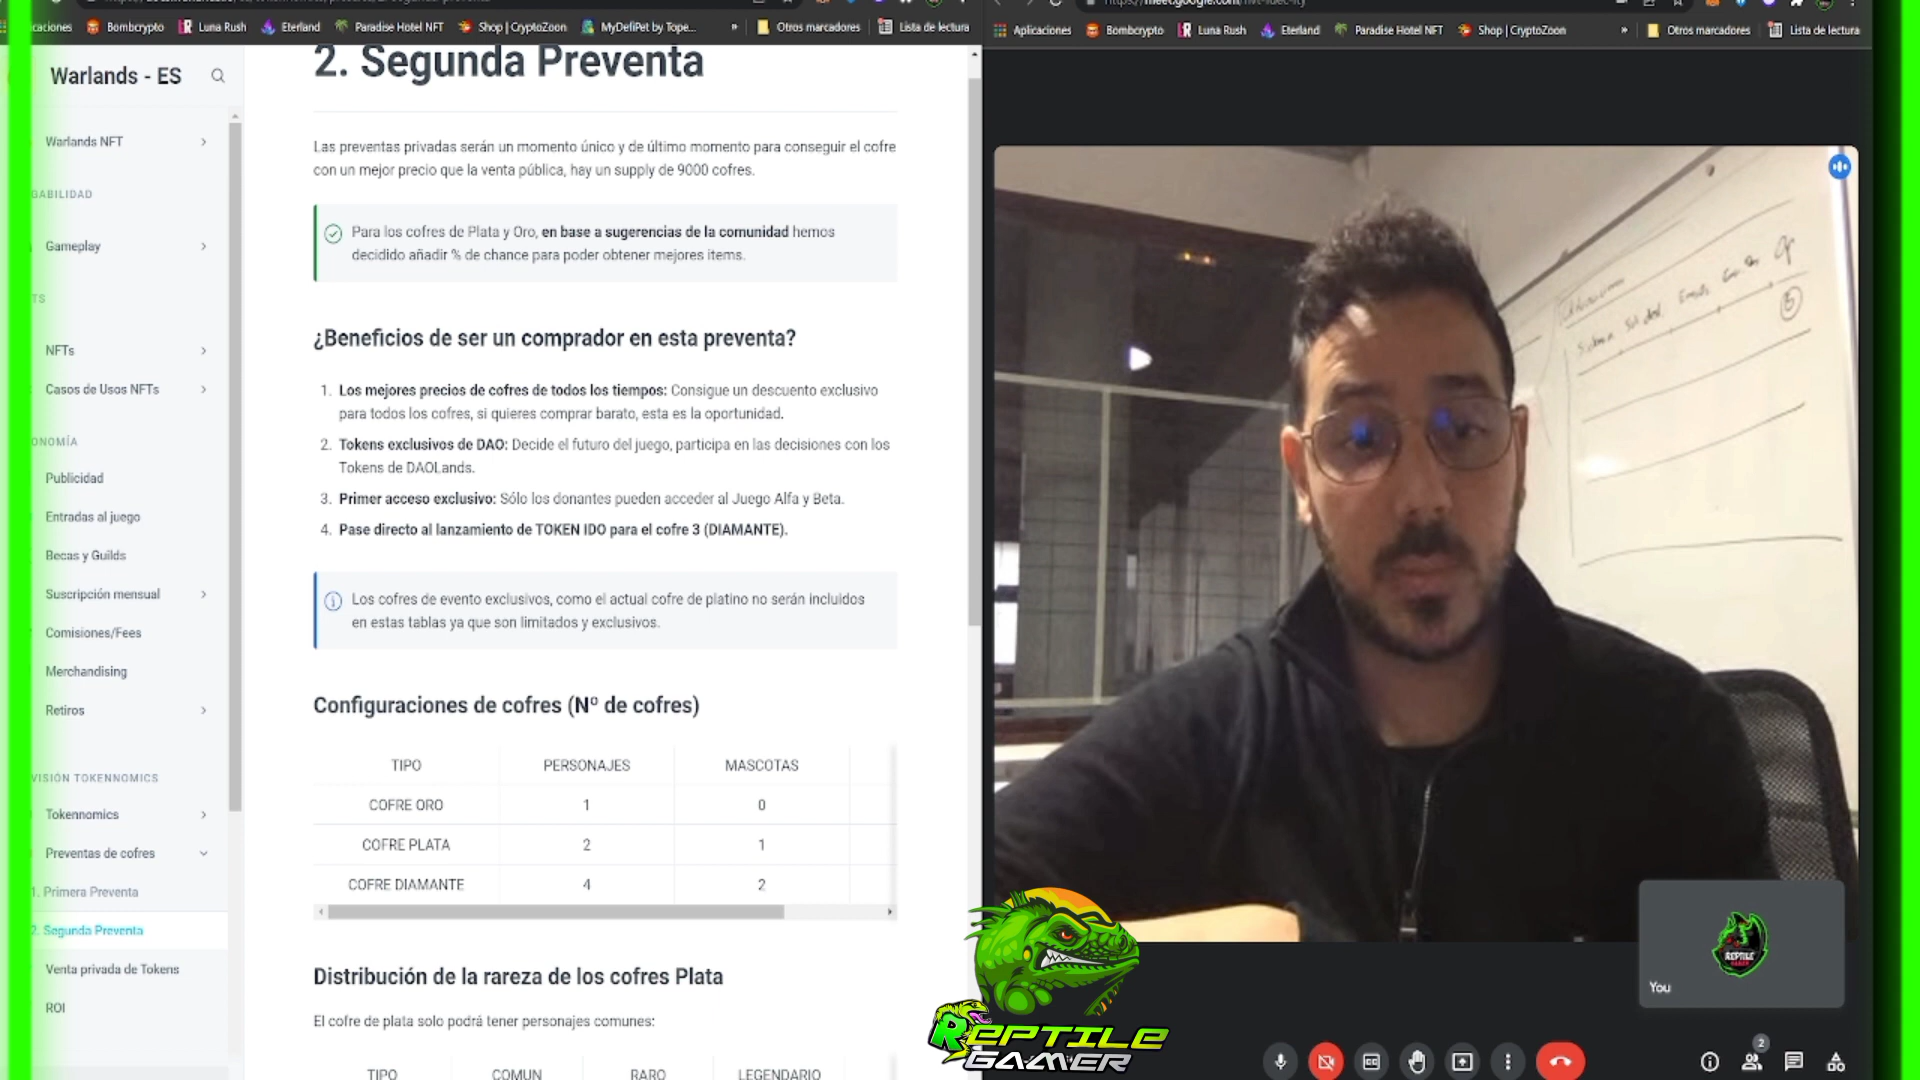 Bombcrypto
Luna Rush
Eterland
Paradise Hotel NFT
Shop | CryptoZoon
MyDefiPet by Tope...
»
Otros marcadores
Lista de lectura
Warlands - ES
Warlands NFT
GABILIDAD
Gameplay
TS
NFTs
Casos de Usos NFTs
ONOMÍA
Publicidad
Entradas al juego
Becas y Guilds
Suscripción mensual
Comisiones/Fees
Merchandising
Retiros
VISIÓN TOKENNOMICS
Tokennomics
Preventas de cofres
1. Primera Preventa
2. Segunda Preventa
Venta privada de Tokens
ROI
2. Segunda Preventa
Las preventas privadas serán un momento único y de último momento para conseguir el cofre
con un mejor precio que la venta pública, hay un supply de 9000 cofres.
Para los cofres de Plata y Oro, en base a sugerencias de la comunidad hemos
decidido añadir % de chance para poder obtener mejores items.
¿Beneficios de ser un comprador en esta preventa?
1. Los mejores precios de cofres de todos los tiempos: Consigue un descuento exclusivo
para todos los cofres, si quieres comprar barato, esta es la oportunidad.
2. Tokens exclusivos de DAO: Decide el futuro del juego, participa en las decisiones con los
Tokens de DAOLands.
3. Primer acceso exclusivo: Sólo los donantes pueden acceder al Juego Alfa y Beta.
4. Pase directo al lanzamiento de TOKEN IDO para el cofre 3 (DIAMANTE).
Los cofres de evento exclusivos, como el actual cofre de platino no serán incluidos
en estas tablas ya que son limitados y exclusivos.
Configuraciones de cofres (Nº de cofres)
TIPO PERSONAJES MASCOTAS
COFRE ORO 1 0
COFRE PLATA 2 1
COFRE DIAMANTE 4 2
Distribución de la rareza de los cofres Plata
El cofre de plata solo podrá tener personajes comunes:
TIPO COMUN RARO LEGENDARIO
Aplicaciones
Bombcrypto
Luna Rush
Eterland
Paradise Hotel NFT
Shop | CryptoZoon
»
Otros marcadores
Lista de lectura
REPTILE
GAMER
You
2
REPTILE
GAMER